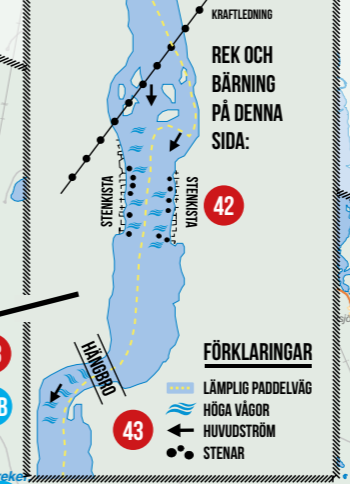 KRAFTLEDNING
REK OCH
BÄRNING
PÅ DENNA
SIDA:
STENKISTA
STENKISTA
42
HÄNGBRO
43
FÖRKLARINGAR
LÄMPLIG PADDELVÄG
HÖGA VÅGOR
HUVUDSTRÖM
STENAR